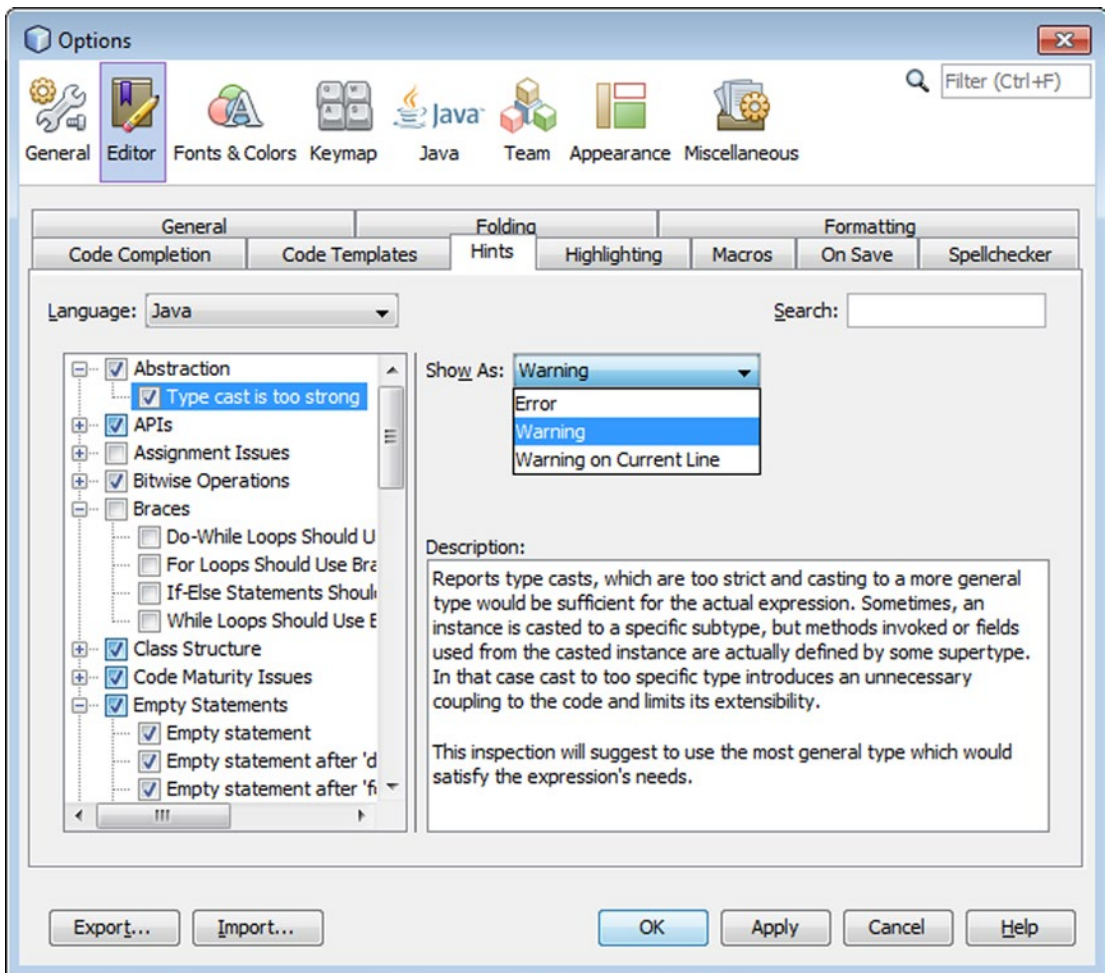 Options
Filter (Ctrl+F)
General Editor Fonts & Colors Keymap Java Team Appearance Miscellaneous
General Folding Formatting
Code Completion Code Templates Hints Highlighting Macros On Save Spellchecker
Language: Java Search:
Abstraction
Type cast is too strong
APIs
Assignment Issues
Bitwise Operations
Braces
Do-While Loops Should U
For Loops Should Use Bra
If-Else Statements Should
While Loops Should Use E
Class Structure
Code Maturity Issues
Empty Statements
Empty statement
Empty statement after 'd
Empty statement after 'fo
Show As: Warning
Error
Warning
Warning on Current Line
Description:
Reports type casts, which are too strict and casting to a more general
type would be sufficient for the actual expression. Sometimes, an
instance is casted to a specific subtype, but methods invoked or fields
used from the casted instance are actually defined by some supertype.
In that case cast to too specific type introduces an unnecessary
coupling to the code and limits its extensibility.
This inspection will suggest to use the most general type which would
satisfy the expression's needs.
Export... Import... OK Apply Cancel Help